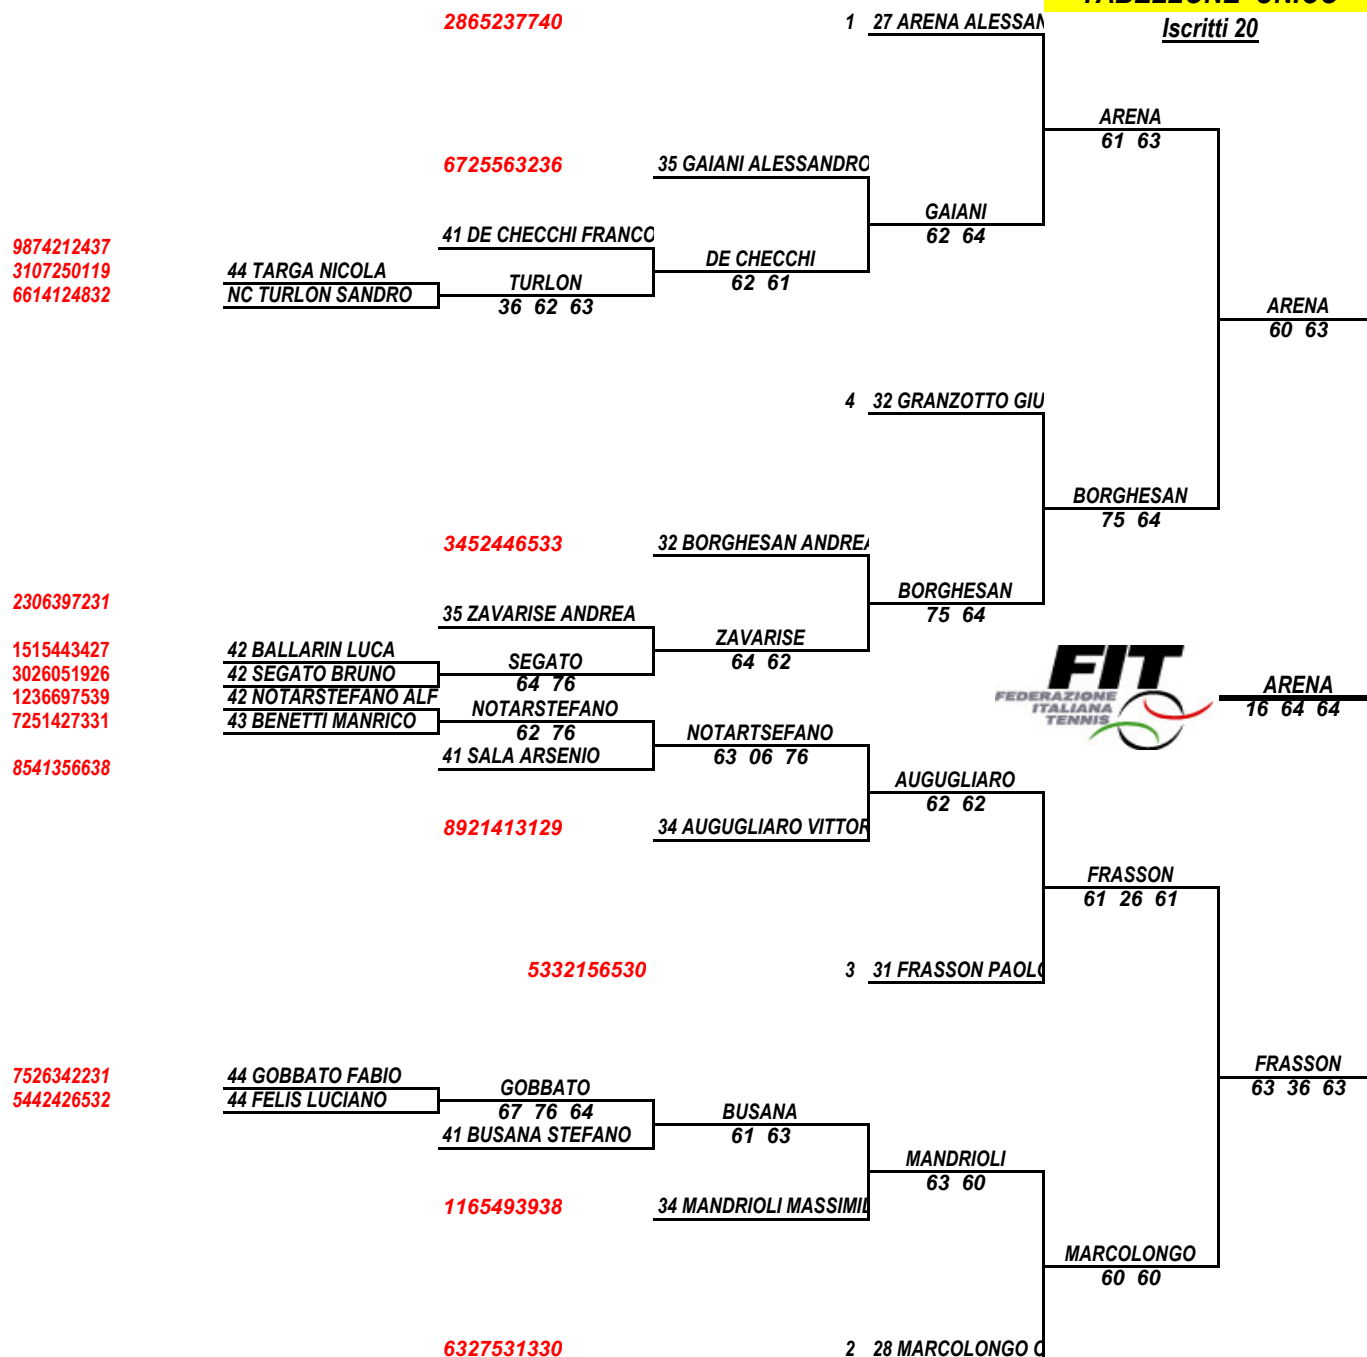 TABELLONE UNICO
2865237740 1 27 ARENA ALESSAN
Iscritti 20
ARENA
61 63
6725563236 35 GAIANI ALESSANDRO
GAIANI
62 64
9874212437 41 DE CHECCHI FRANCO
DE CHECCHI
62 61
3107250119 44 TARGA NICOLA
6614124832 NC TURLON SANDRO
TURLON
36 62 63
ARENA
60 63
4 32 GRANZOTTO GIU
BORGHESAN
75 64
3452446533 32 BORGHESAN ANDREA
BORGHESAN
75 64
2306397231 35 ZAVARISE ANDREA
ZAVARISE
64 62
1515443427 42 BALLARIN LUCA
3026051926 42 SEGATO BRUNO
SEGATO
64 76
1236697539 42 NOTARSTEFANO ALF
7251427331 43 BENETTI MANRICO
NOTARSTEFANO
62 76
FIT
FEDERAZIONE
ITALIANA
TENNIS
ARENA
16 64 64
NOTARTSEFANO
63 06 76
8541356638 41 SALA ARSENIO
AUGUGLIARO
62 62
8921413129 34 AUGUGLIARO VITTOR
FRASSON
61 26 61
5332156530 3 31 FRASSON PAOLO
FRASSON
63 36 63
7526342231 44 GOBBATO FABIO
5442426532 44 FELIS LUCIANO
GOBBATO
67 76 64
BUSANA
61 63
41 BUSANA STEFANO
MANDRIOLI
63 60
1165493938 34 MANDRIOLI MASSIMIL
MARCOLONGO
60 60
6327531330 2 28 MARCOLONGO